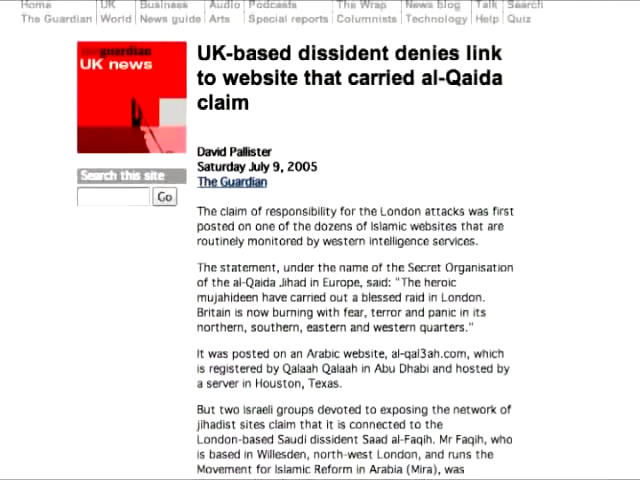 Home UK Business Audio Podcasts The Wrap News blog Talk Search
The Guardian World News guide Arts Special reports Columnists Technology Help Quiz
theguardian
UK news
UK-based dissident denies link
to website that carried al-Qaida
claim
David Pallister
Saturday July 9, 2005
The Guardian
Search this site
Go
The claim of responsibility for the London attacks was first
posted on one of the dozens of Islamic websites that are
routinely monitored by western intelligence services.
The statement, under the name of the Secret Organisation
of the al-Qaida Jihad in Europe, said: "The heroic
mujahideen have carried out a blessed raid in London.
Britain is now burning with fear, terror and panic in its
northern, southern, eastern and western quarters."
It was posted on an Arabic website, al-qal3ah.com, which
is registered by Qalaah Qalaah in Abu Dhabi and hosted by
a server in Houston, Texas.
But two Israeli groups devoted to exposing the network of
jihadist sites claim that it is connected to the
London-based Saudi dissident Saad al-Faqih. Mr Faqih, who
is based in Willesden, north-west London, and runs the
Movement for Islamic Reform in Arabia (Mira), was